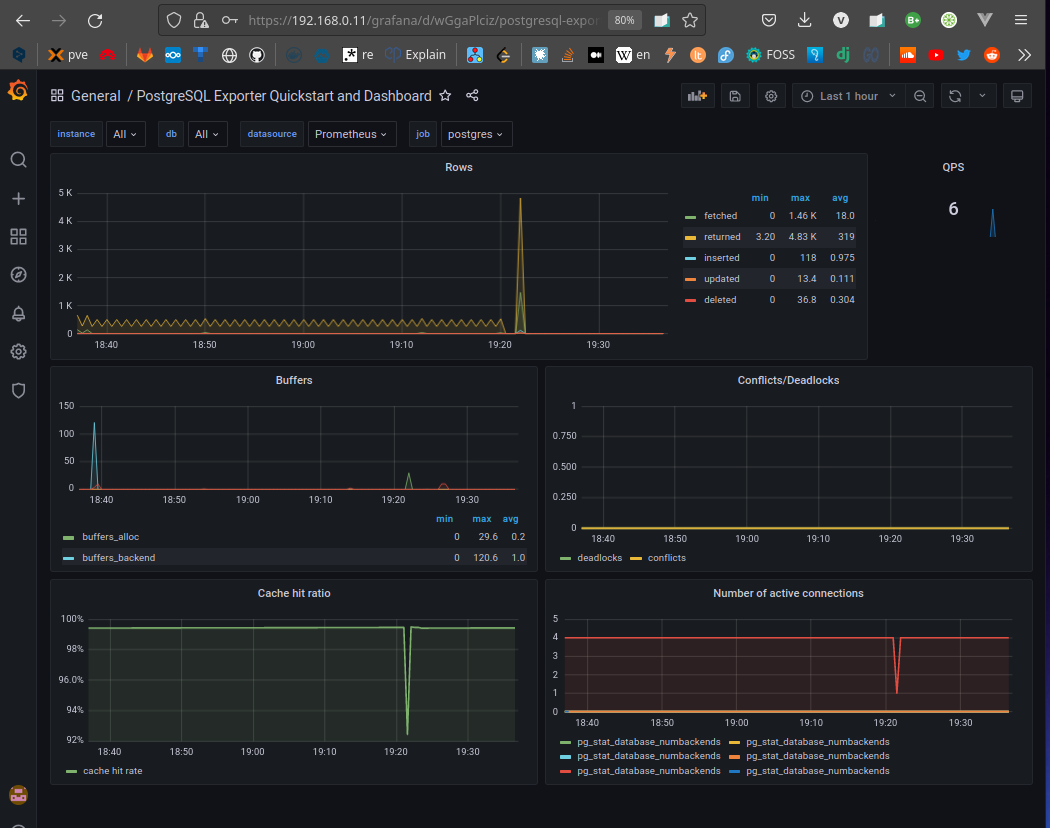 https://192.168.0.11/grafana/d/wGgaPlciz/postgresql-expor
80%
pve
re
Explain
en
FOSS
General / PostgreSQL Exporter Quickstart and Dashboard
Last 1 hour
instance All db All datasource Prometheus job postgres
Rows
5 K
4 K
3 K
2 K
1 K
0
18:40 18:50 19:00 19:10 19:20 19:30
min max avg
fetched 0 1.46 K 18.0
returned 3.20 4.83 K 319
inserted 0 118 0.975
updated 0 13.4 0.111
deleted 0 36.8 0.304
QPS
6
Buffers
150
100
50
0
18:40 18:50 19:00 19:10 19:20 19:30
min max avg
buffers_alloc 0 29.6 0.2
buffers_backend 0 120.6 1.0
Conflicts/Deadlocks
1
0.750
0.500
0.250
0
18:40 18:50 19:00 19:10 19:20 19:30
deadlocks conflicts
Cache hit ratio
100%
98%
96.0%
94%
92%
18:40 18:50 19:00 19:10 19:20 19:30
cache hit rate
Number of active connections
5
4
3
2
1
0
18:40 18:50 19:00 19:10 19:20 19:30
pg_stat_database_numbackends pg_stat_database_numbackends
pg_stat_database_numbackends pg_stat_database_numbackends
pg_stat_database_numbackends pg_stat_database_numbackends